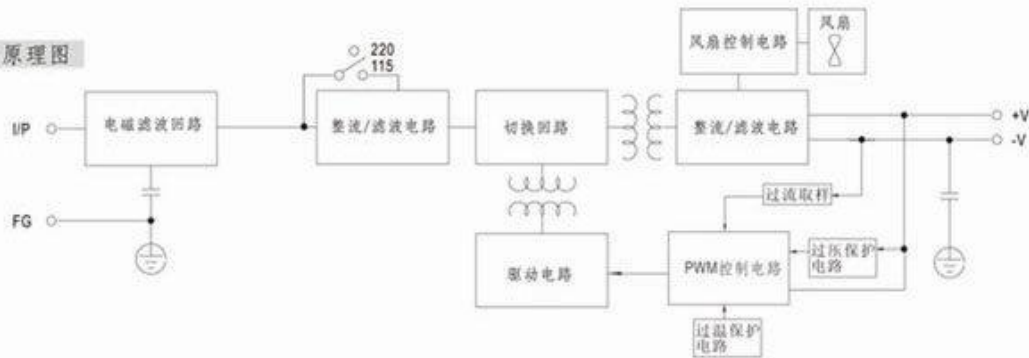 原理图
I/P
FG
电磁滤波回路
220
115
整流/滤波电路
切换回路
风扇控制电路
风扇
整流/滤波电路
+V
-V
过流取样
过压保护
电路
驱动电路
PWM控制电路
过温保护
电路